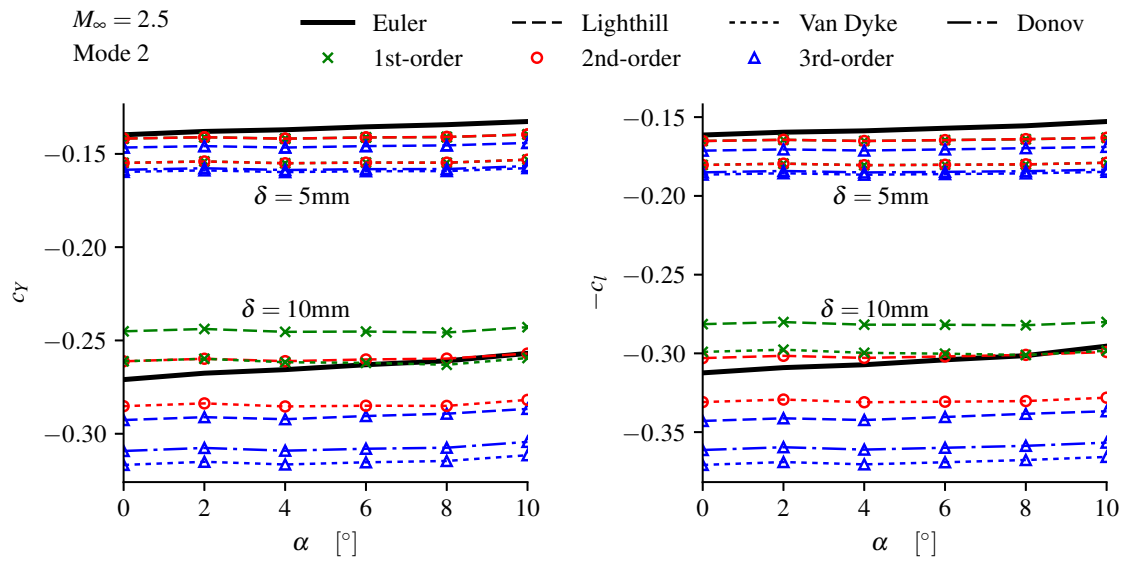 M∞ = 2.5
Mode 2
Euler Lighthill Van Dyke Donov
1st-order 2nd-order 3rd-order
−0.15
−0.20
−0.25
−0.30
c_Y
δ = 5mm
δ = 10mm
0 2 4 6 8 10
α [°]
−0.15
−0.20
−0.25
−0.30
−0.35
−c_l
δ = 5mm
δ = 10mm
0 2 4 6 8 10
α [°]